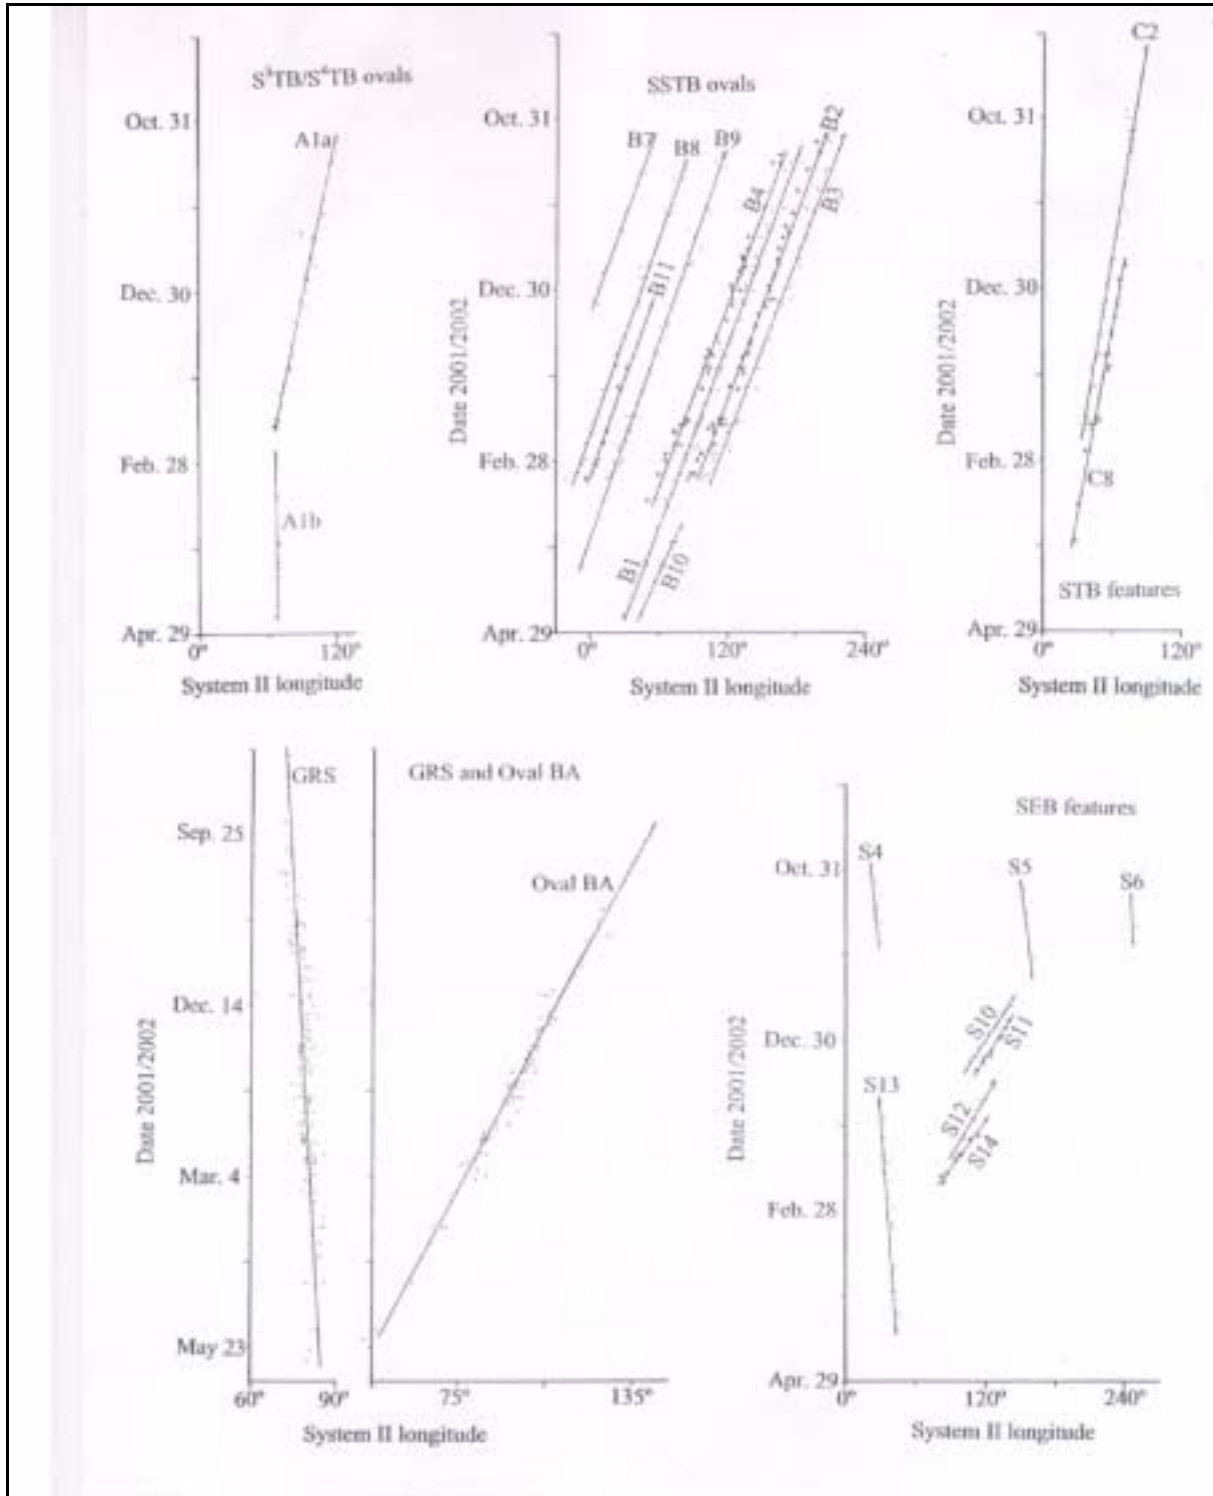 S³TB/S⁴TB ovals
Oct. 31
A1a
Dec. 30
Feb. 28
A1b
Apr. 29
0° 120°
System II longitude
SSTB ovals
Oct. 31
B7 B8 B9 B4 B2 B3
B11
Dec. 30
Date 2001/2002
Feb. 28
B1 B10
Apr. 29
0° 120° 240°
System II longitude
C2
Oct. 31
Dec. 30
Date 2001/2002
Feb. 28
C8
STB features
Apr. 29
0° 120°
System II longitude
GRS
GRS and Oval BA
Sep. 25
Oval BA
Dec. 14
Date 2001/2002
Mar. 4
May 23
60° 90° 75° 135°
System II longitude
SEB features
S4 S5 S6
Oct. 31
S10 S11
Dec. 30
S13
Date 2001/2002
S12 S14
Feb. 28
Apr. 29
0° 120° 240°
System II longitude